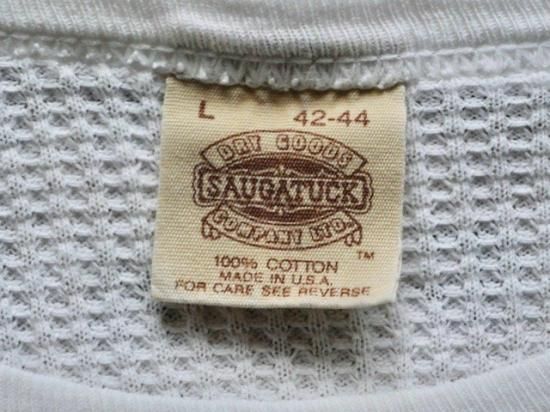 L 42-44
DRY GOODS
SAUGATUCK
COMPANY LTD.
™
100% COTTON
MADE IN U.S.A.
FOR CARE SEE REVERSE